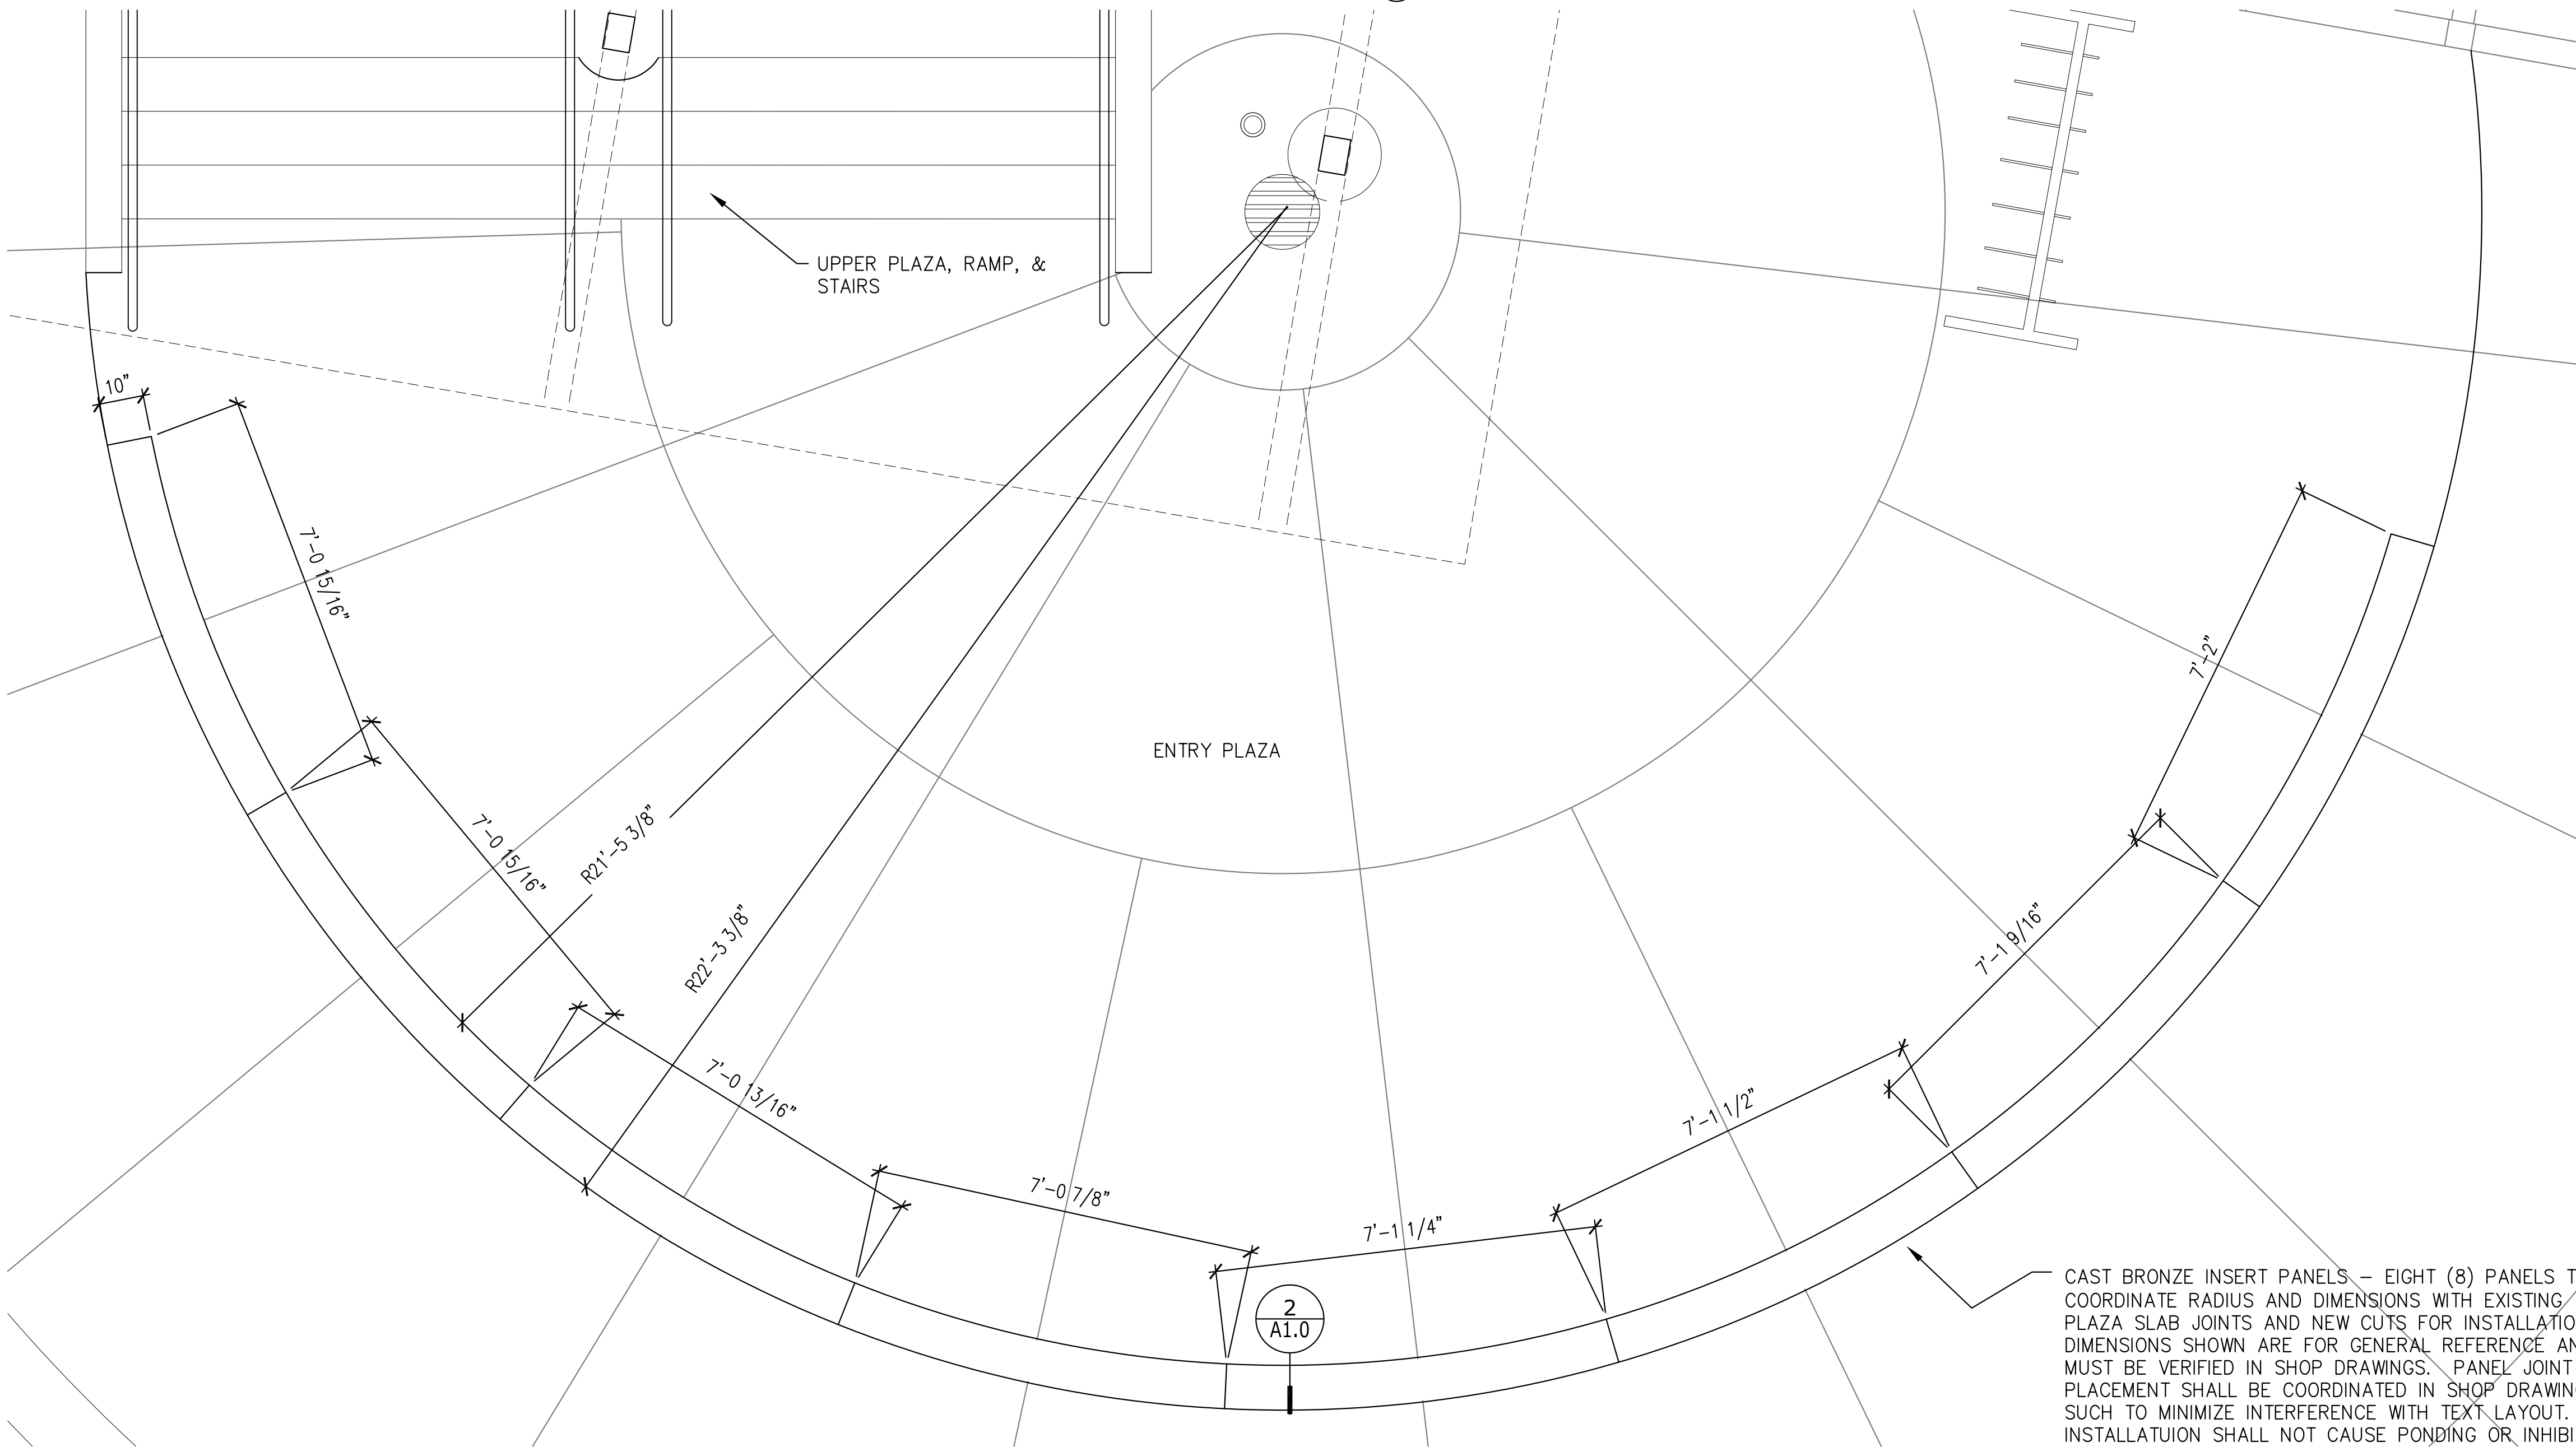 UPPER PLAZA, RAMP, &
STAIRS
10"
7'-0 15/16"
7'-0 15/16"
R21'-5 3/8"
R22'-3 3/8"
ENTRY PLAZA
7'-0 13/16"
7'-0 7/8"
7'-1 1/4"
7'-1 1/2"
7'-1 9/16"
7'-2"
2
A1.0
CAST BRONZE INSERT PANELS – EIGHT (8) PANELS
COORDINATE RADIUS AND DIMENSIONS WITH EXISTING
PLAZA SLAB JOINTS AND NEW CUTS FOR
DIMENSIONS SHOWN ARE FOR GENERAL REFERENCE
MUST BE VERIFIED IN SHOP DRAWINGS. PANEL JOINT
PLACEMENT SHALL BE COORDINATED IN SHOP
SUCH TO MINIMIZE INTERFERENCE WITH TEXT LAYOUT.
INSTALLATUION SHALL NOT CAUSE PONDING OR